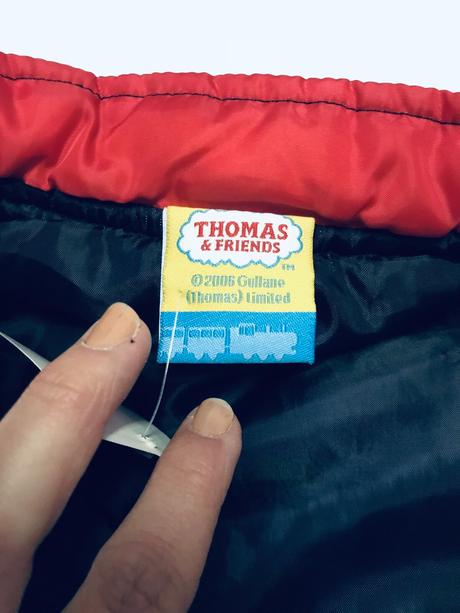 THOMAS
& FRIENDS
™
©2006 Gullane
(Thomas) Limited